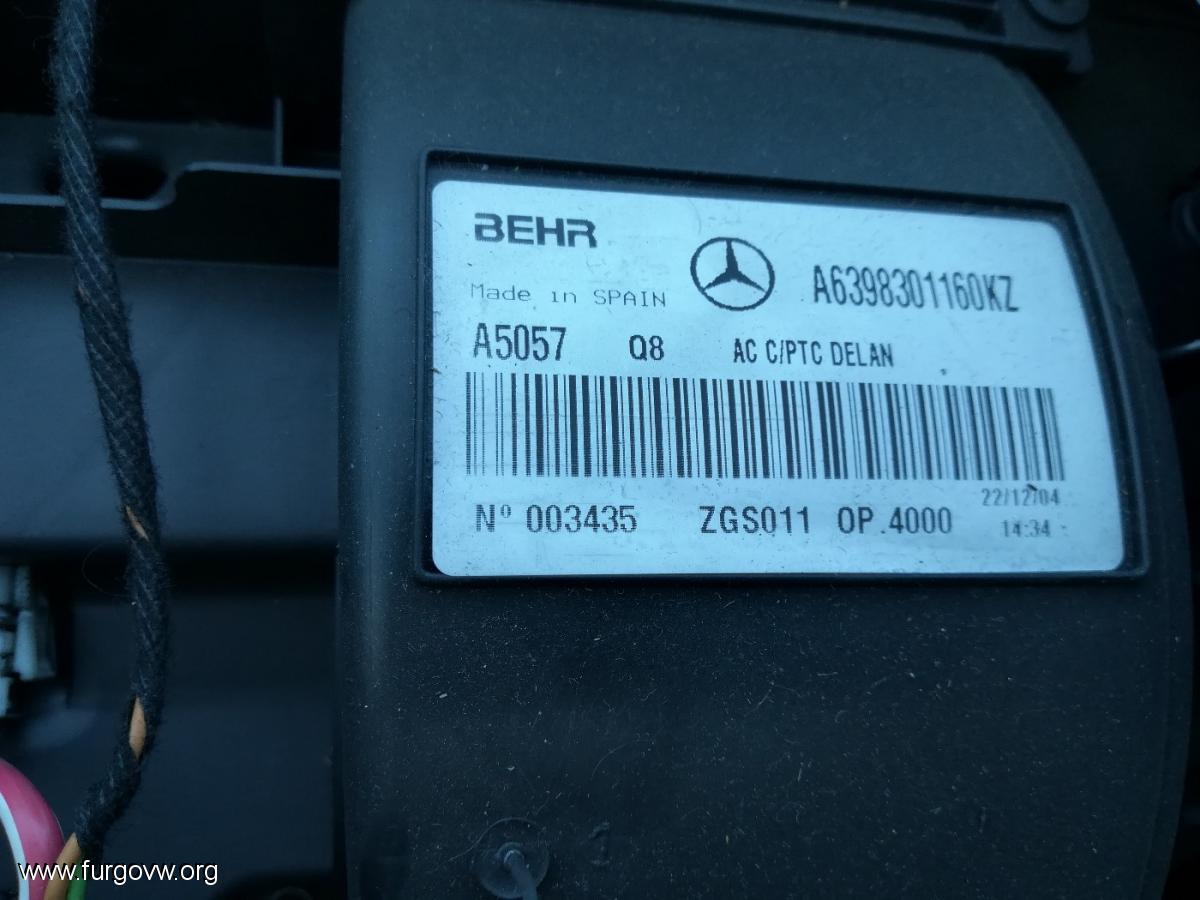 BEHR
A6398301160KZ
Made in SPAIN
A5057 Q8 AC C/PTC DELAN
22/12/04
Nº 003435 ZGS011 OP.4000 14:34
www.furgovw.org